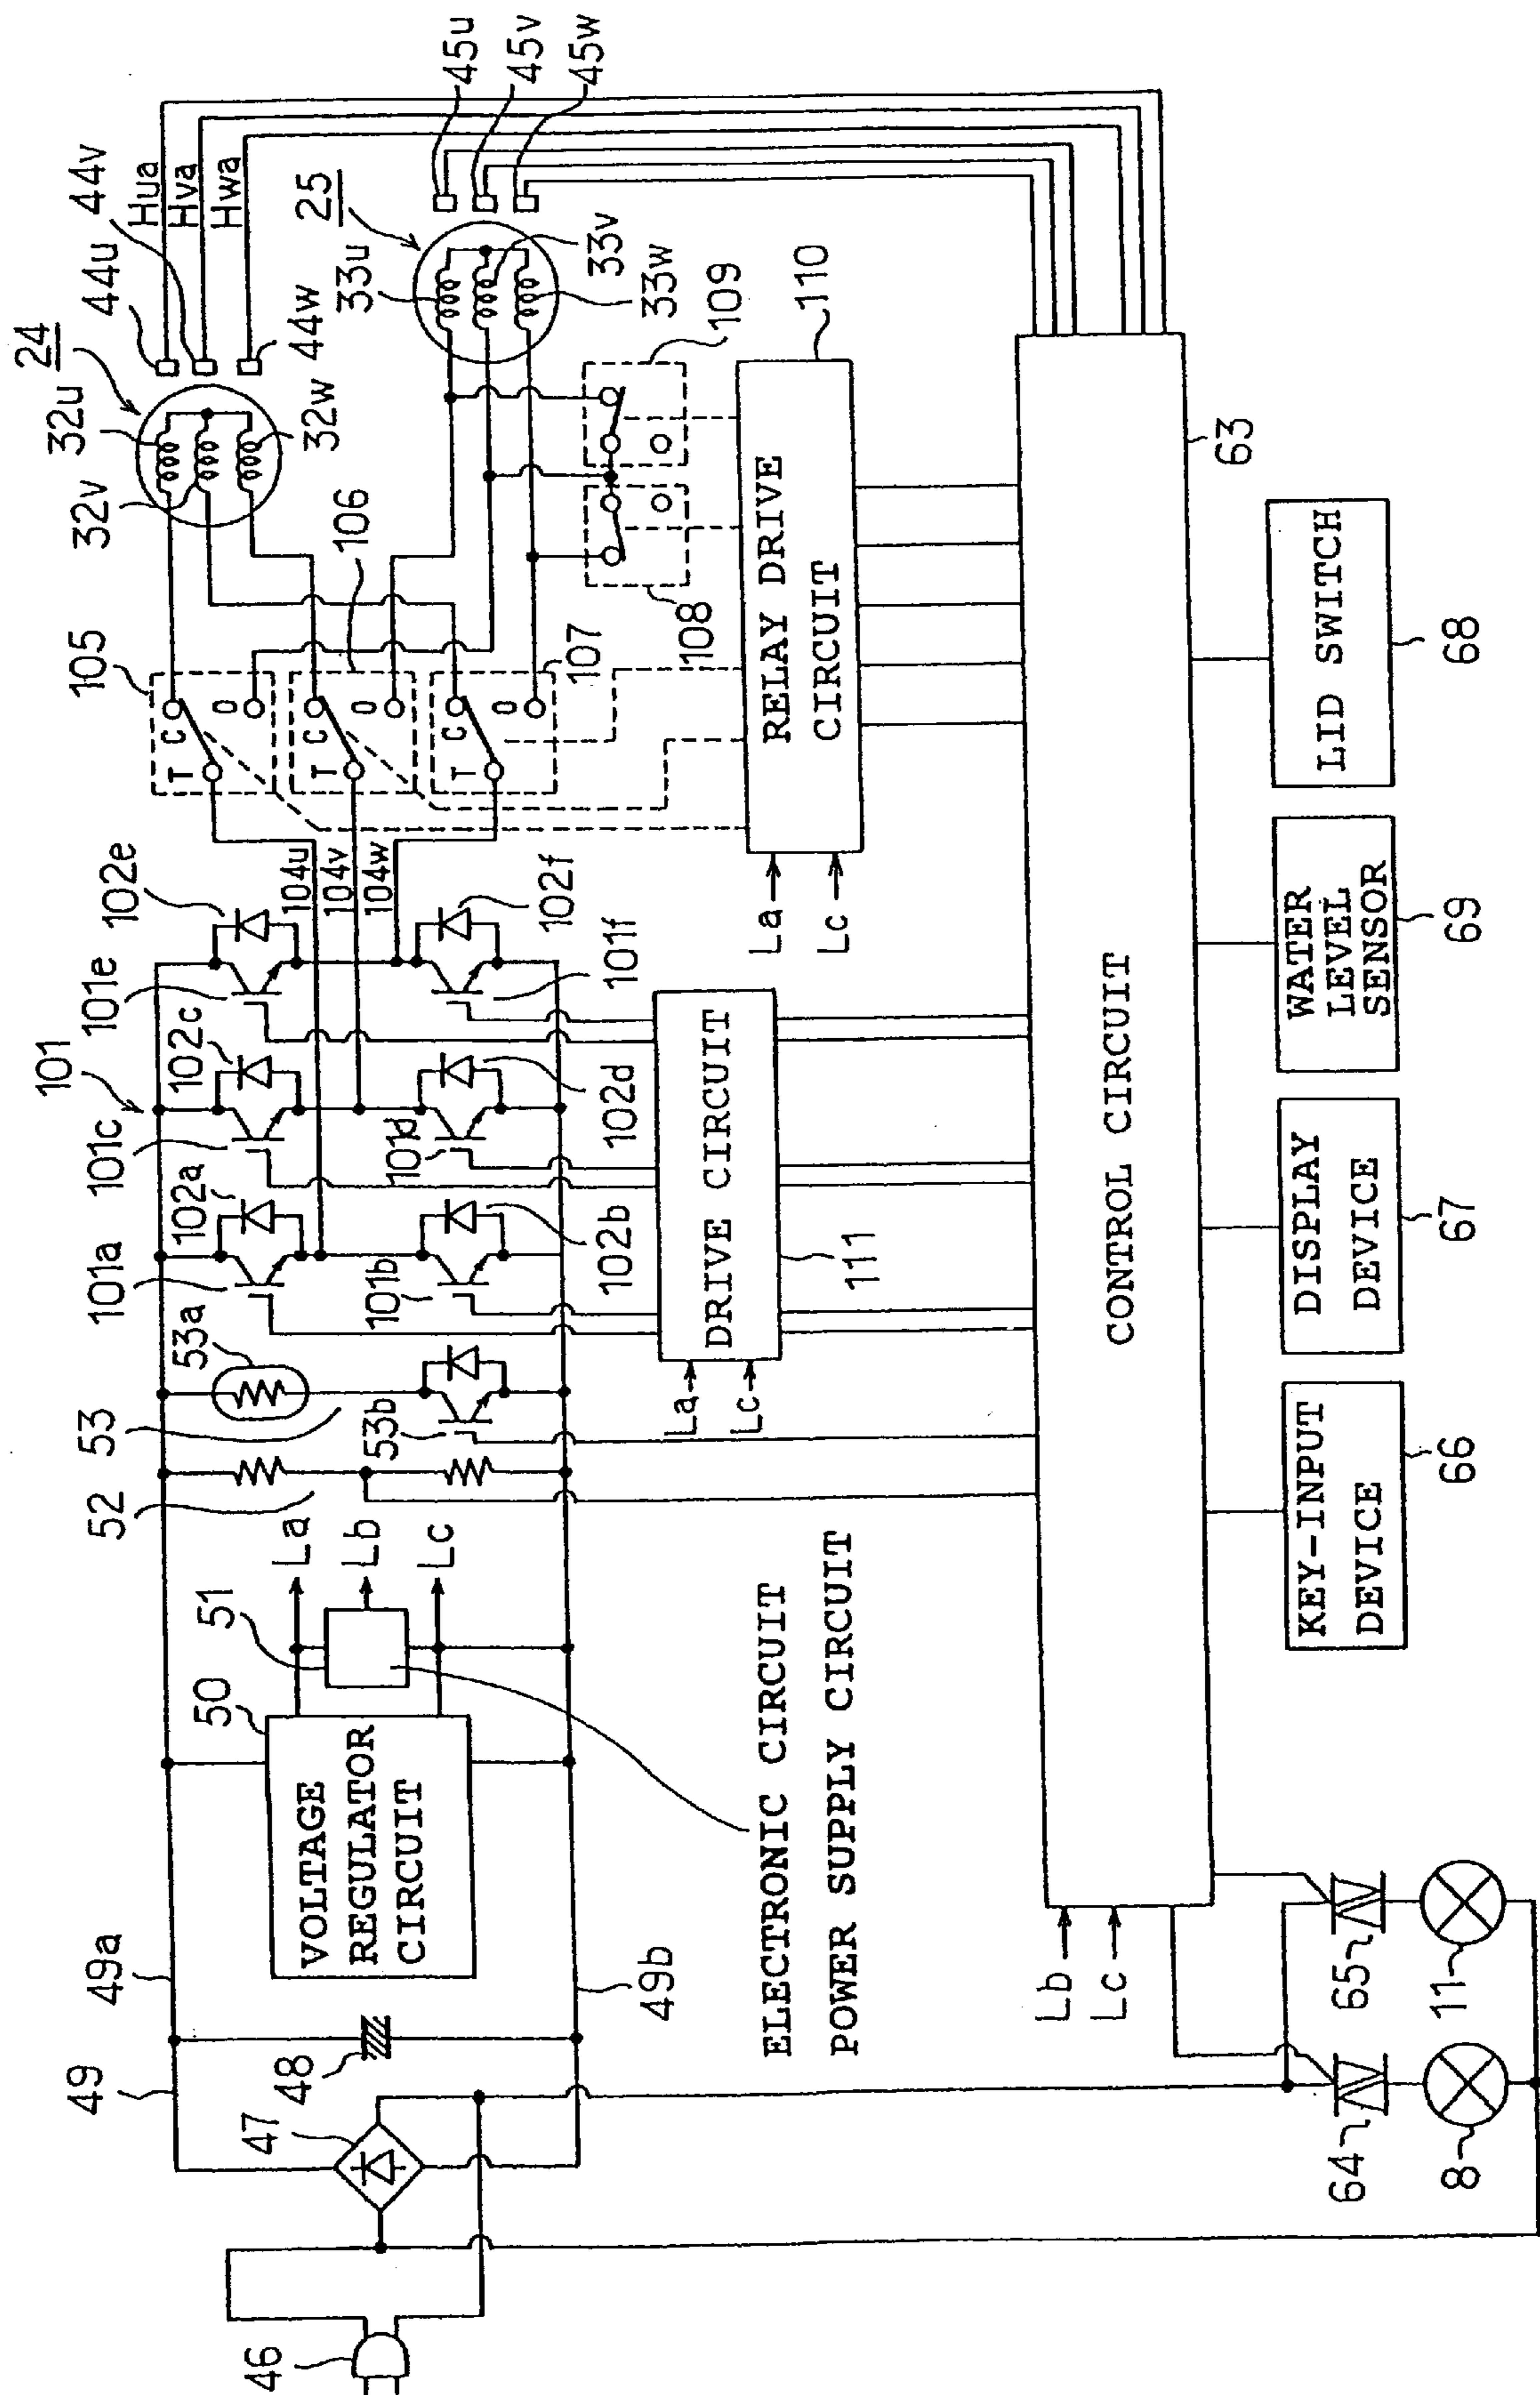 45u
45v
45w
Hua
Hva
Hwa
44v
44u
44w
24
32u
32v
32w
25
33u
33v
33w
109
110
106
105
107
108
T
C
O
T
C
O
T
C
O
RELAY DRIVE
CIRCUIT
La
Lc
63
104u
104v
104w
102e
102f
101e
101f
102c
102d
101
101c
101d
102a
102b
101a
101b
DRIVE CIRCUIT
111
La
Lc
53a
53
53b
52
La
Lb
Lc
51
50
VOLTAGE
REGULATOR
CIRCUIT
49a
49b
49
48
47
46
ELECTRONIC CIRCUIT
POWER SUPPLY CIRCUIT
CONTROL CIRCUIT
Lb
Lc
LID SWITCH
68
WATER
LEVEL
SENSOR
69
DISPLAY
DEVICE
67
KEY-INPUT
DEVICE
66
65
11
64
8